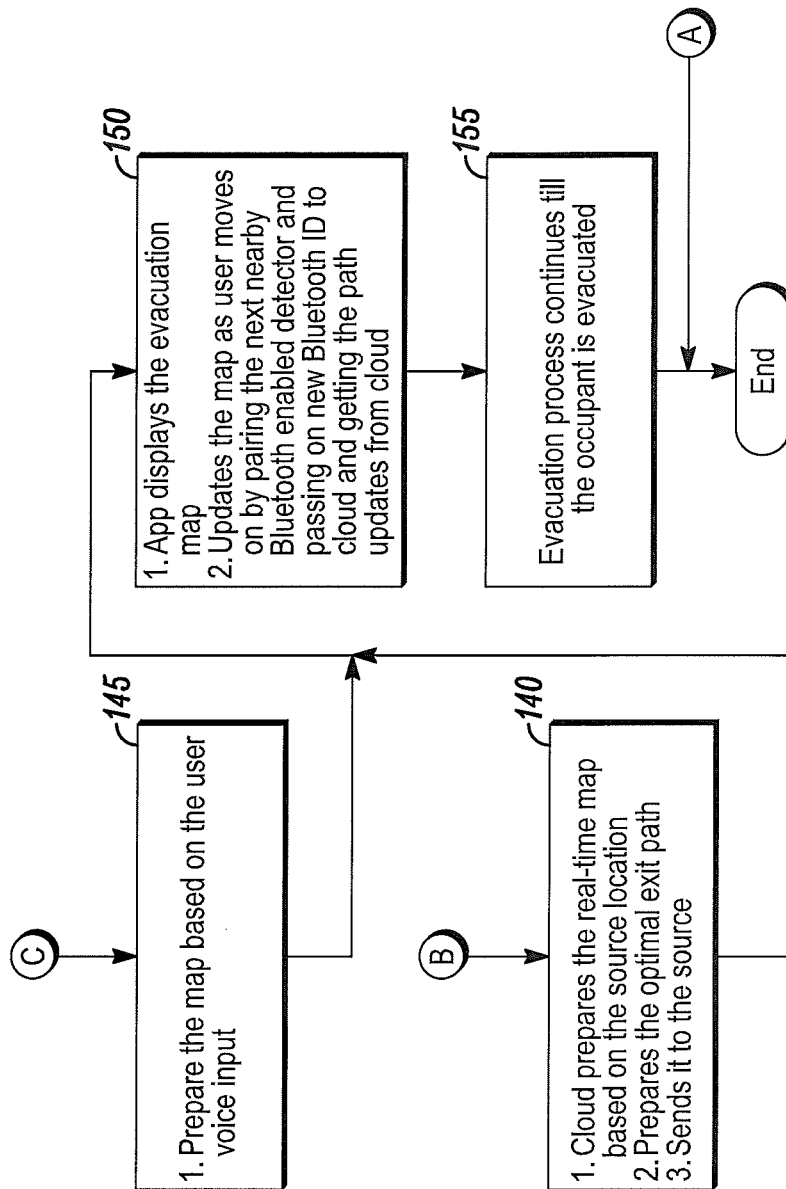 C
145
1. Prepare the map based on the user
voice input
B
140
1. Cloud prepares the real-time map
based on the source location
2. Prepares the optimal exit path
3. Sends it to the source
150
1. App displays the evacuation
map
2. Updates the map as user moves
on by pairing the next nearby
Bluetooth enabled detector and
passing on new Bluetooth ID to
cloud and getting the path
updates from cloud
155
Evacuation process continues till
the occupant is evacuated
A
End